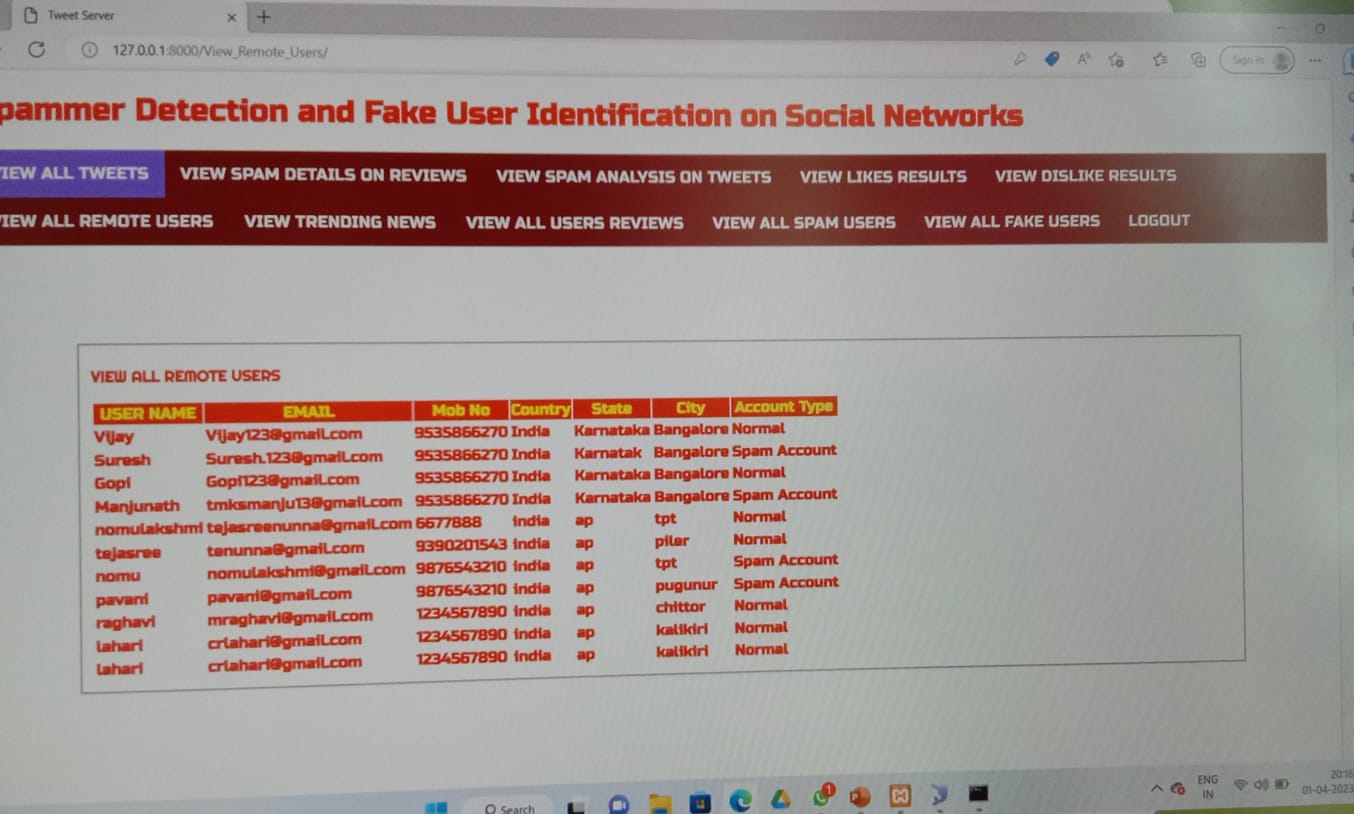 Tweet Server
127.0.0.1:8000/View_Remote_Users/
Sign in
pammer Detection and Fake User Identification on Social Networks
IEW ALL TWEETS VIEW SPAM DETAILS ON REVIEWS VIEW SPAM ANALYSIS ON TWEETS VIEW LIKES RESULTS VIEW DISLIKE RESULTS
IEW ALL REMOTE USERS VIEW TRENDING NEWS VIEW ALL USERS REVIEWS VIEW ALL SPAM USERS VIEW ALL FAKE USERS LOGOUT
VIEW ALL REMOTE USERS
USER NAME EMAIL Mob No Country State City Account Type
Vijay Vijay123@gmail.com 9535866270 India Karnataka Bangalore Normal
Suresh Suresh.123@gmail.com 9535866270 India Karnatak Bangalore Spam Account
Gopi Gopi123@gmail.com 9535866270 India Karnataka Bangalore Normal
Manjunath tmksmanju13@gmail.com 9535866270 India Karnataka Bangalore Spam Account
nomulakshmi tejasreenunna@gmail.com 6677888 india ap tpt Normal
tejasree tenunna@gmail.com 9390201543 india ap piler Normal
nomu nomulakshmi@gmail.com 9876543210 india ap tpt Spam Account
pavani pavani@gmail.com 9876543210 india ap pugunur Spam Account
raghavi mraghavi@gmail.com 1234567890 india ap chittor Normal
lahari crlahari@gmail.com 1234567890 india ap kalikiri Normal
lahari crlahari@gmail.com 1234567890 india ap kalikiri Normal
Search
1
ENG
IN
20:16
01-04-2023